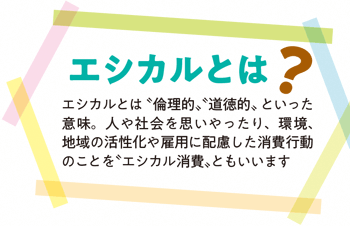 エシカルとは?
エシカルとは〝倫理的〟〝道徳的〟といった
意味。人や社会を思いやったり、環境、
地域の活性化や雇用に配慮した消費行動
のことを〝エシカル消費〟ともいいます